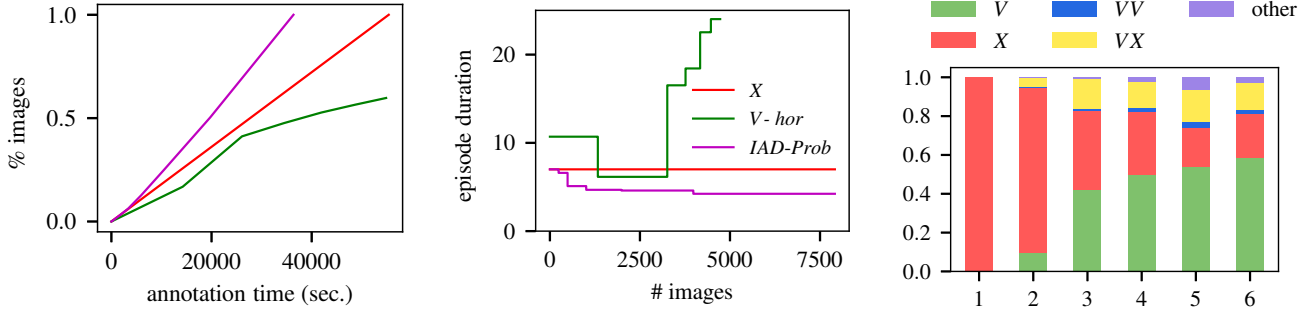 % images
1.0
0.5
0.0
0 20000 40000
annotation time (sec.)
episode duration
20
10
0
X
V - hor
IAD-Prob
0 2500 5000 7500
# images
V VV other
X VX
1.0
0.8
0.6
0.4
0.2
0.0
1 2 3 4 5 6